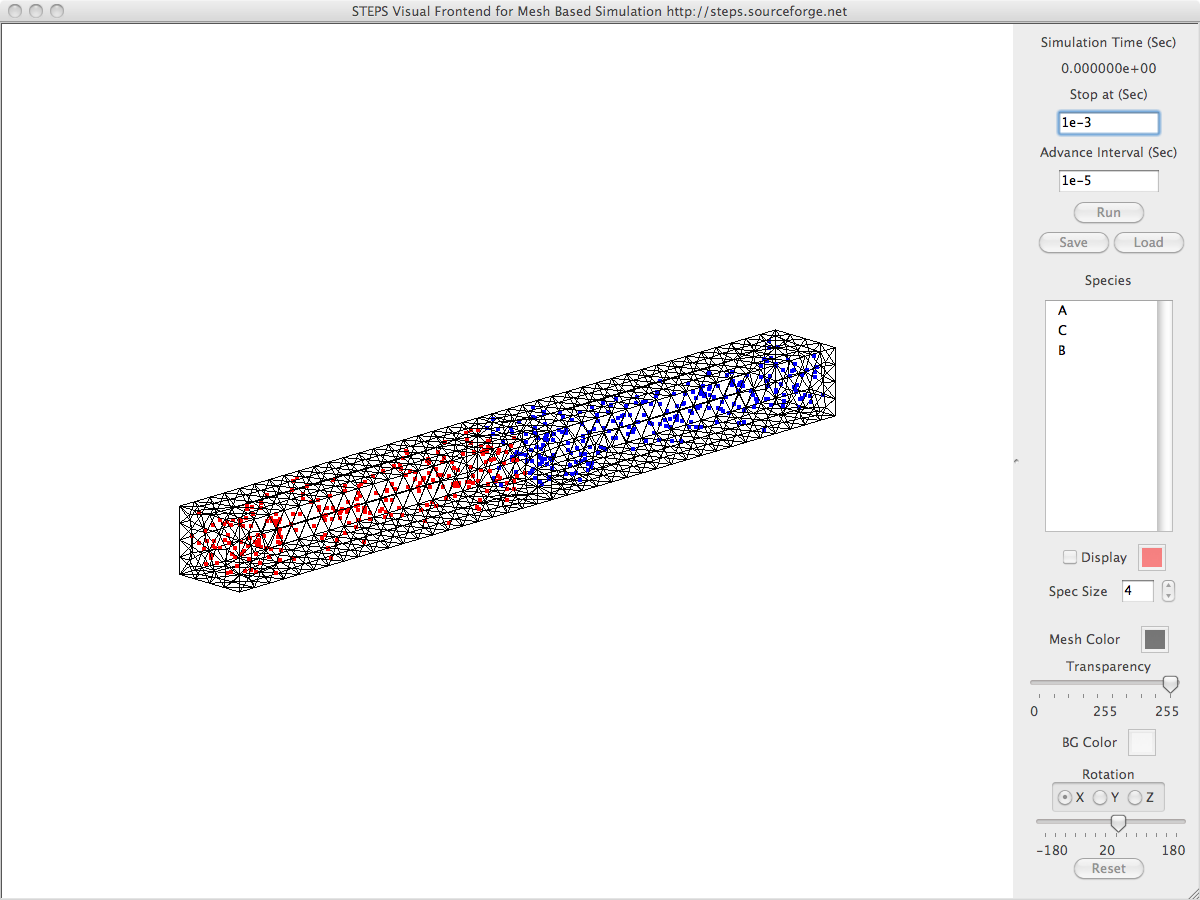 STEPS Visual Frontend for Mesh Based Simulation http://steps.sourceforge.net
Simulation Time (Sec)
0.000000e+00
Stop at (Sec)
1e-3
Advance Interval (Sec)
1e-5
Run
Save Load
Species
A
C
B
Display
Spec Size 4
Mesh Color
Transparency
0 255 255
BG Color
Rotation
X Y Z
-180 20 180
Reset